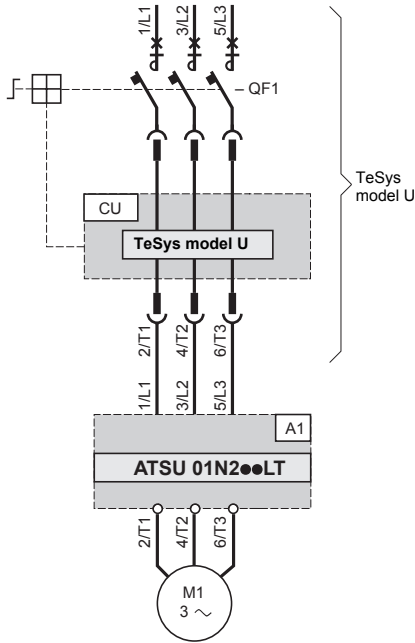 1/L1 3/L2 5/L3
QF1
TeSys
model U
CU
TeSys model U
2/T1 4/T2 6/T3
1/L1 3/L2 5/L3
A1
ATSU 01N2●●LT
2/T1 4/T2 6/T3
M1
3 ~